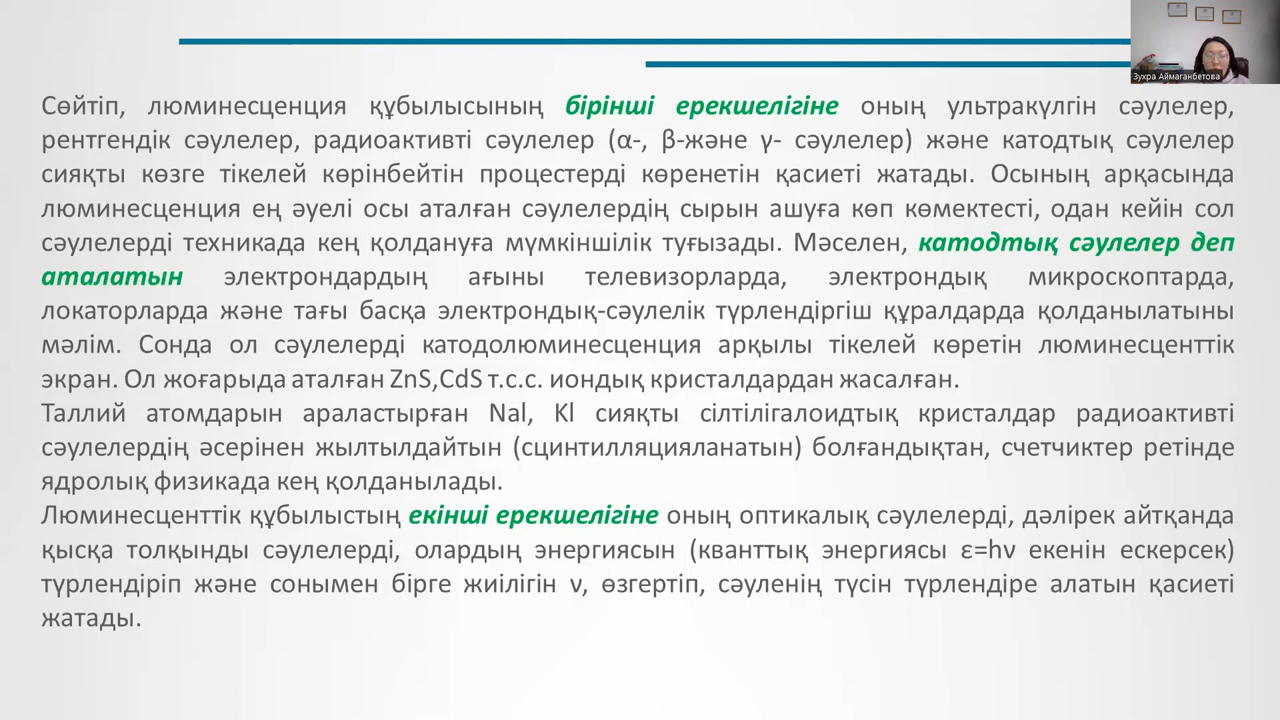 Зухра Аймаганбетова
Сөйтіп, люминесценция құбылысының бірінші ерекшелігіне оның ультракүлгін сәулелер,
рентгендік сәулелер, радиоактивті сәулелер (α-, β-және γ- сәулелер) және катодтық сәулелер
сияқты көзге тікелей көрінбейтін процестерді көренетін қасиеті жатады. Осының арқасында
люминесценция ең әуелі осы аталған сәулелердің сырын ашуға көп көмектесті, одан кейін сол
сәулелерді техникада кең қолдануға мүмкіншілік туғызады. Мәселен, катодтық сәулелер деп
аталатын электрондардың ағыны телевизорларда, электрондық микроскоптарда,
локаторларда және тағы басқа электрондық-сәулелік түрлендіргіш құралдарда қолданылатыны
мәлім. Сонда ол сәулелерді катодолюминесценция арқылы тікелей көретін люминесценттік
экран. Ол жоғарыда аталған ZnS,CdS т.с.с. иондық кристалдардан жасалған.
Таллий атомдарын араластырған Nal, Kl сияқты сілтілігалоидтық кристалдар радиоактивті
сәулелердің әсерінен жылтылдайтын (сцинтилляцияланатын) болғандықтан, счетчиктер ретінде
ядролық физикада кең қолданылады.
Люминесценттік құбылыстың екінші ерекшелігіне оның оптикалық сәулелерді, дәлірек айтқанда
қысқа толқынды сәулелерді, олардың энергиясын (кванттық энергиясы ε=hν екенін ескерсек)
түрлендіріп және сонымен бірге жиілігін ν, өзгертіп, сәуленің түсін түрлендіре алатын қасиеті
жатады.